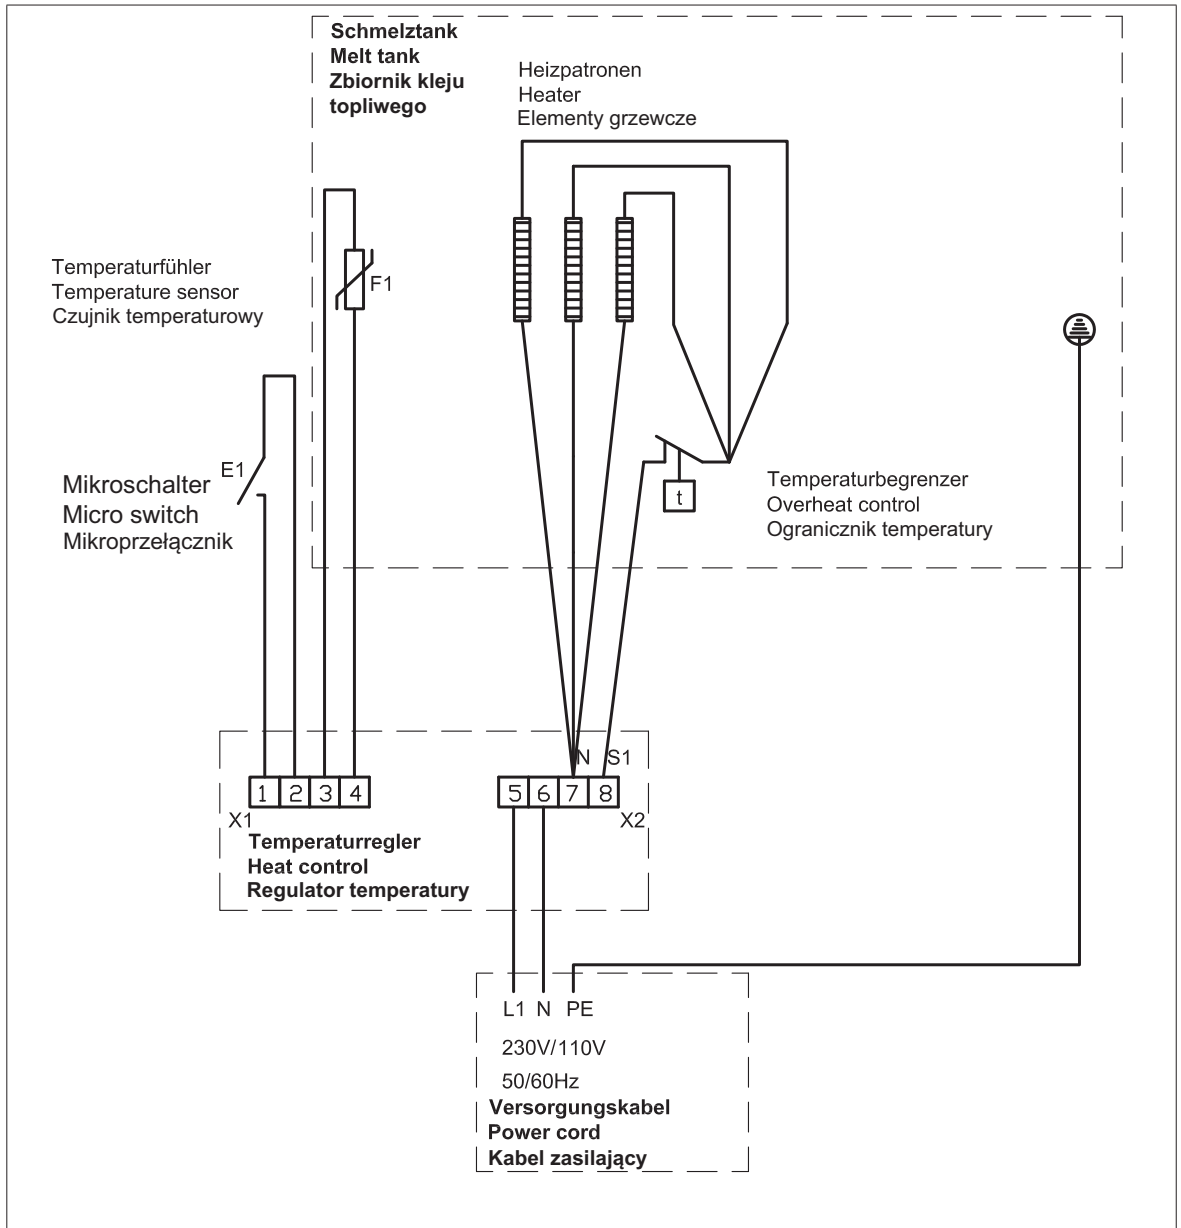 Schmelztank
Melt tank
Zbiornik kleju
topliwego
Heizpatronen
Heater
Elementy grzewcze
Temperaturfühler
Temperature sensor
Czujnik temperaturowy
F1
E1
Mikroschalter
Micro switch
Mikroprzełącznik
t
Temperaturbegrenzer
Overheat control
Ogranicznik temperatury
N S1
1 2 3 4
5 6 7 8
X1
X2
Temperaturregler
Heat control
Regulator temperatury
L1 N PE
230V/110V
50/60Hz
Versorgungskabel
Power cord
Kabel zasilający